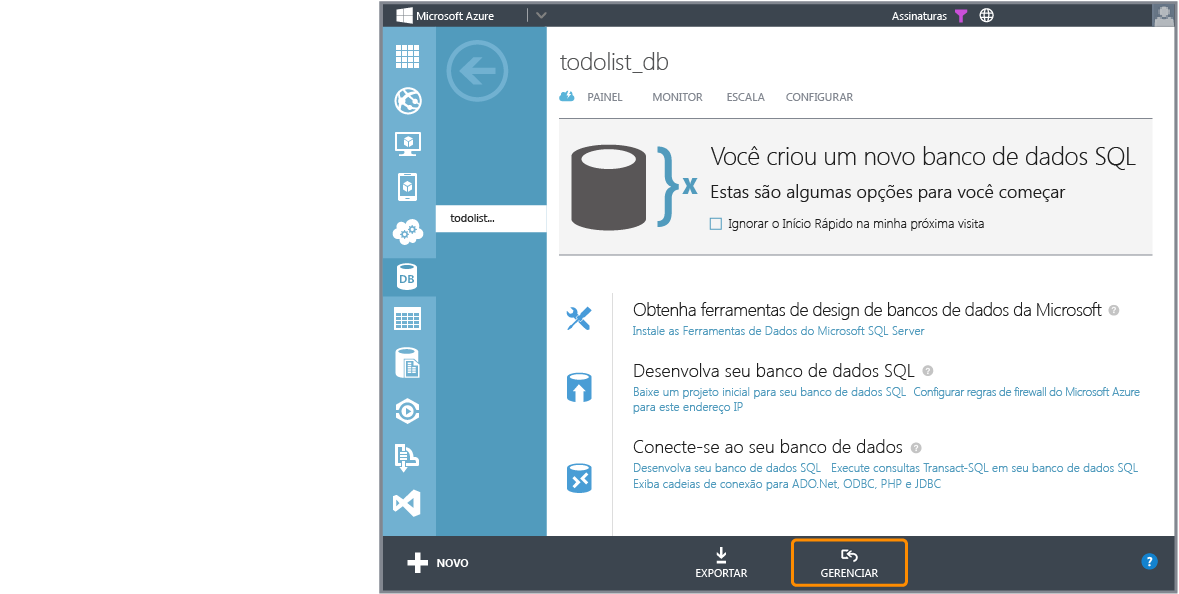 Microsoft Azure
Assinaturas
todolist_db
PAINEL MONITOR ESCALA CONFIGURAR
Você criou um novo banco de dados SQL
x
Estas são algumas opções para você começar
Ignorar o Início Rápido na minha próxima visita
todolist...
DB
Obtenha ferramentas de design de bancos de dados da Microsoft ?
Instale as Ferramentas de Dados do Microsoft SQL Server
Desenvolva seu banco de dados SQL ?
Baixe um projeto inicial para seu banco de dados SQL Configurar regras de firewall do Microsoft Azure
para este endereço IP
Conecte-se ao seu banco de dados ?
Desenvolva seu banco de dados SQL Execute consultas Transact-SQL em seu banco de dados SQL
Exiba cadeias de conexão para ADO.Net, ODBC, PHP e JDBC
NOVO
EXPORTAR
GERENCIAR
?